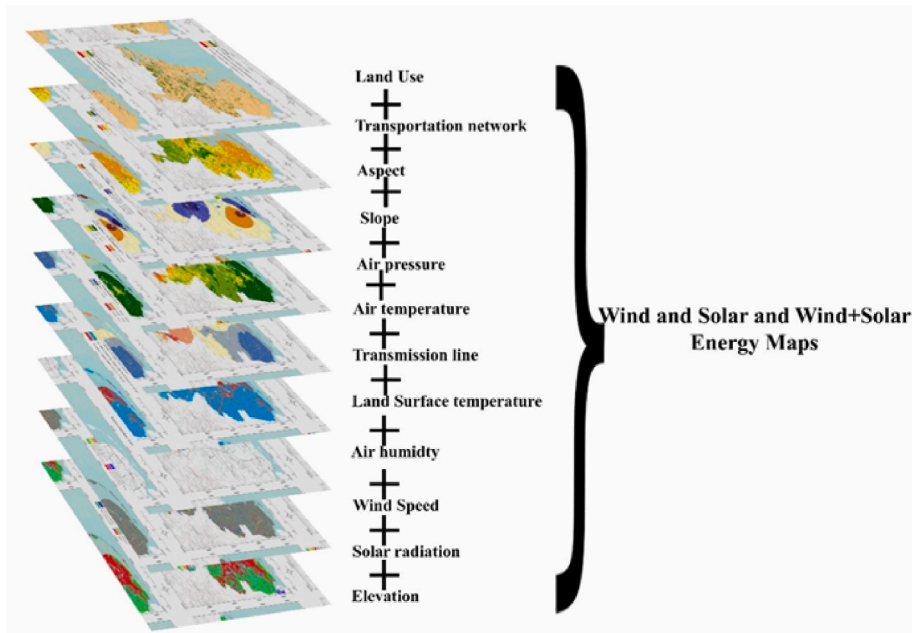 Land Use
Transportation network
Aspect
Slope
Air pressure
Air temperature
Transmission line
Land Surface temperature
Air humidty
Wind Speed
Solar radiation
Elevation
Wind and Solar and Wind+Solar
Energy Maps